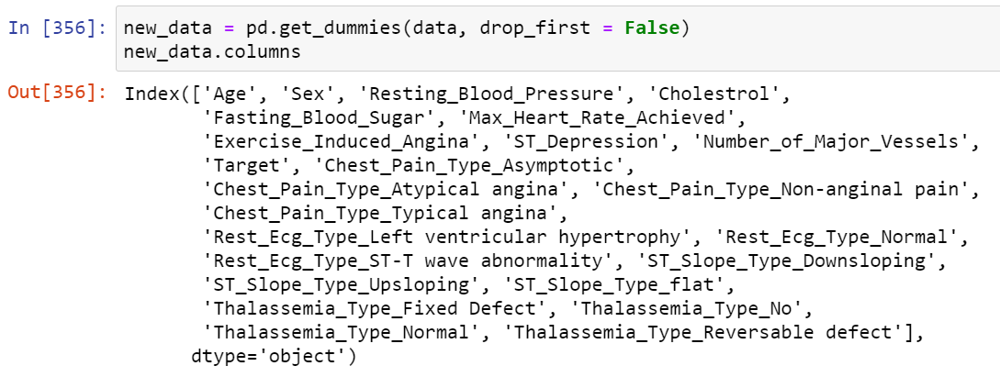 In [356]: new_data = pd.get_dummies(data, drop_first = False)
new_data.columns
Out[356]: Index(['Age', 'Sex', 'Resting_Blood_Pressure', 'Cholestrol',
'Fasting_Blood_Sugar', 'Max_Heart_Rate_Achieved',
'Exercise_Induced_Angina', 'ST_Depression', 'Number_of_Major_Vessels',
'Target', 'Chest_Pain_Type_Asymptotic',
'Chest_Pain_Type_Atypical angina', 'Chest_Pain_Type_Non-anginal pain',
'Chest_Pain_Type_Typical angina',
'Rest_Ecg_Type_Left ventricular hypertrophy', 'Rest_Ecg_Type_Normal',
'Rest_Ecg_Type_ST-T wave abnormality', 'ST_Slope_Type_Downsloping',
'ST_Slope_Type_Upsloping', 'ST_Slope_Type_flat',
'Thalassemia_Type_Fixed Defect', 'Thalassemia_Type_No',
'Thalassemia_Type_Normal', 'Thalassemia_Type_Reversable defect'],
dtype='object')